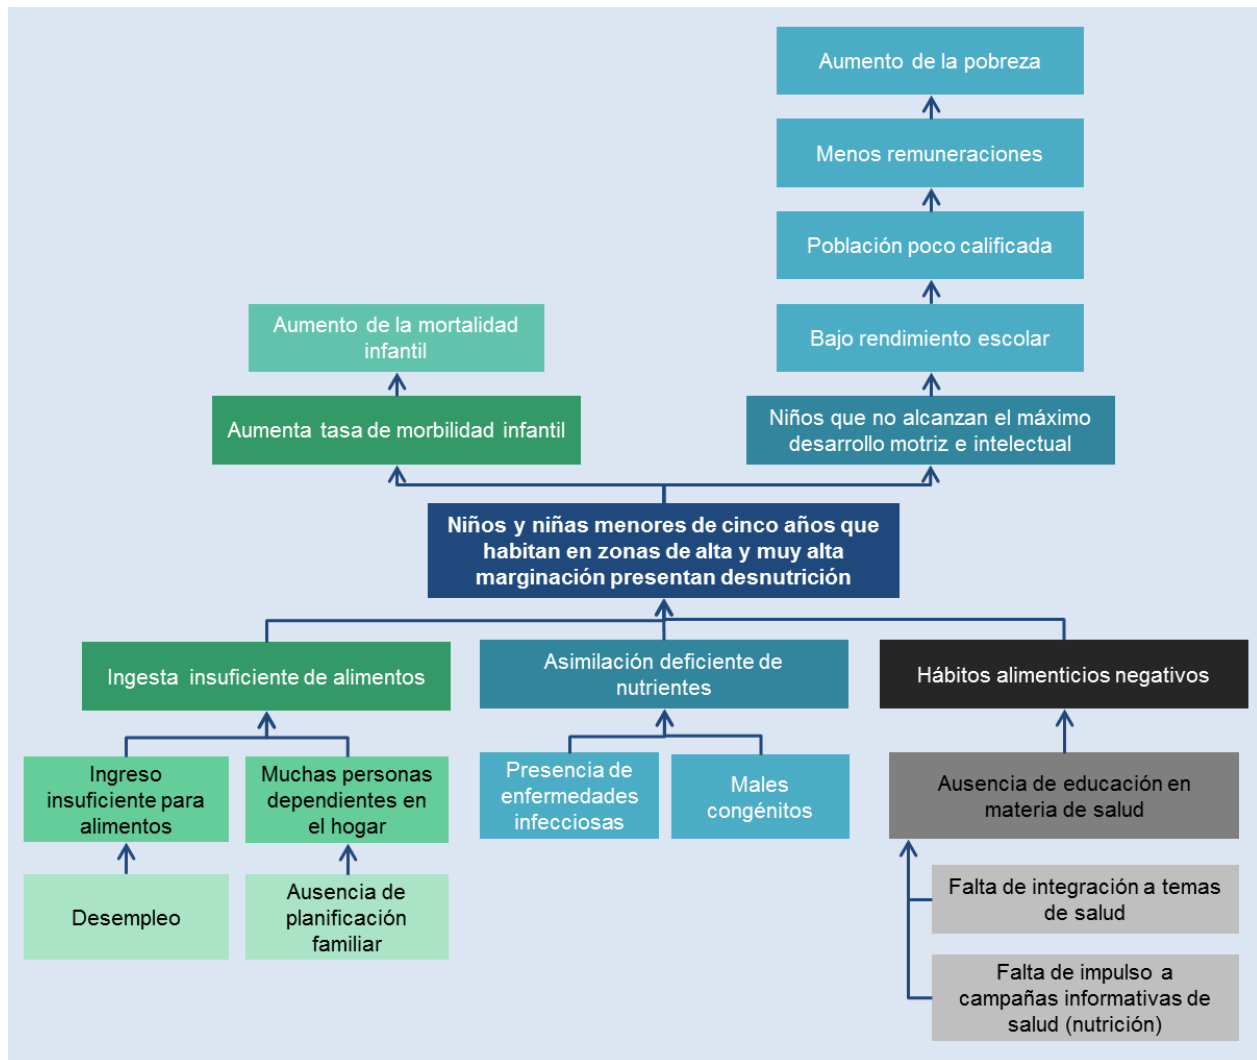 Aumento de la pobreza
Menos remuneraciones
Población poco calificada
Aumento de la mortalidad
infantil
Bajo rendimiento escolar
Aumenta tasa de morbilidad infantil
Niños que no alcanzan el máximo
desarrollo motriz e intelectual
Niños y niñas menores de cinco años que
habitan en zonas de alta y muy alta
marginación presentan desnutrición
Ingesta insuficiente de alimentos
Asimilación deficiente de
nutrientes
Hábitos alimenticios negativos
Ingreso
insuficiente para
alimentos
Muchas personas
dependientes en
el hogar
Presencia de
enfermedades
infecciosas
Males
congénitos
Ausencia de educación en
materia de salud
Desempleo
Ausencia de
planificación
familiar
Falta de integración a temas
de salud
Falta de impulso a
campañas informativas de
salud (nutrición)